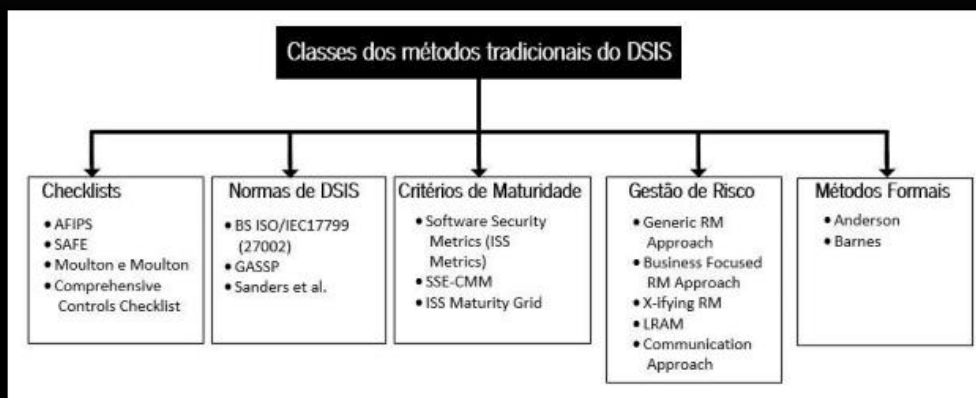 Classes dos métodos tradicionais do DSIS
Checklists
• AFIPS
• SAFE
• Moulton e Moulton
• Comprehensive
Controls Checklist
Normas de DSIS
• BS ISO/IEC17799
(27002)
• GASSP
• Sanders et al.
Critérios de Maturidade
• Software Security
Metrics (ISS
Metrics)
• SSE-CMM
• ISS Maturity Grid
Gestão de Risco
• Generic RM
Approach
• Business Focused
RM Approach
• X-ifying RM
• LRAM
• Communication
Approach
Métodos Formais
• Anderson
• Barnes